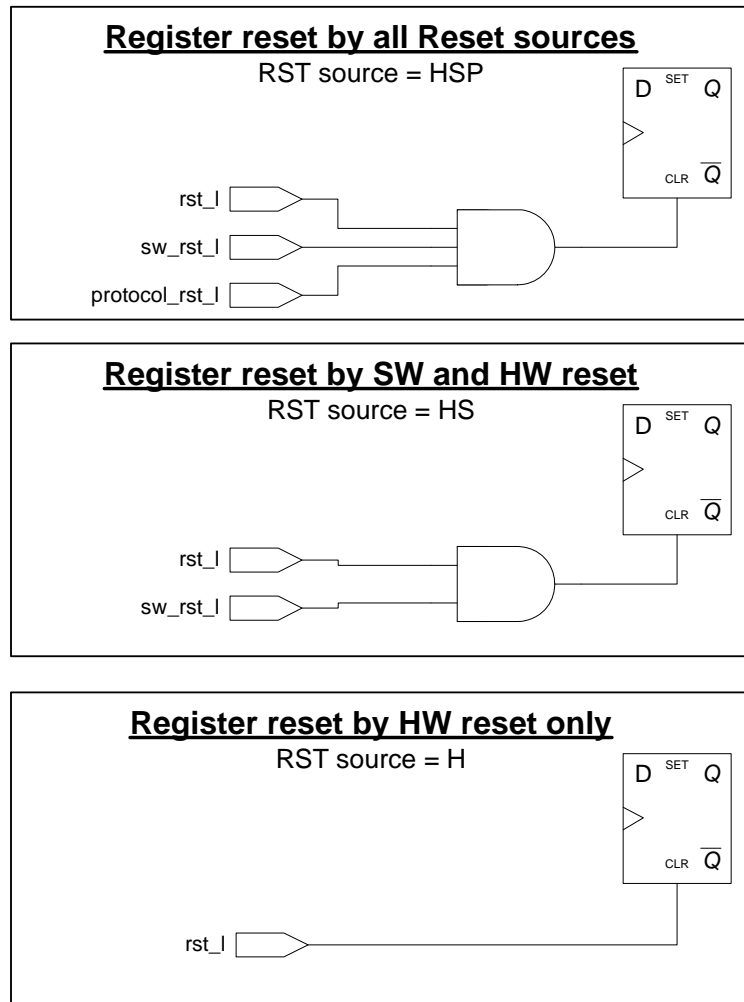 Register reset by all Reset sources
RST source = HSP
D SET Q
CLR Q
rst_l
sw_rst_l
protocol_rst_l
Register reset by SW and HW reset
RST source = HS
D SET Q
CLR Q
rst_l
sw_rst_l
Register reset by HW reset only
RST source = H
D SET Q
CLR Q
rst_l